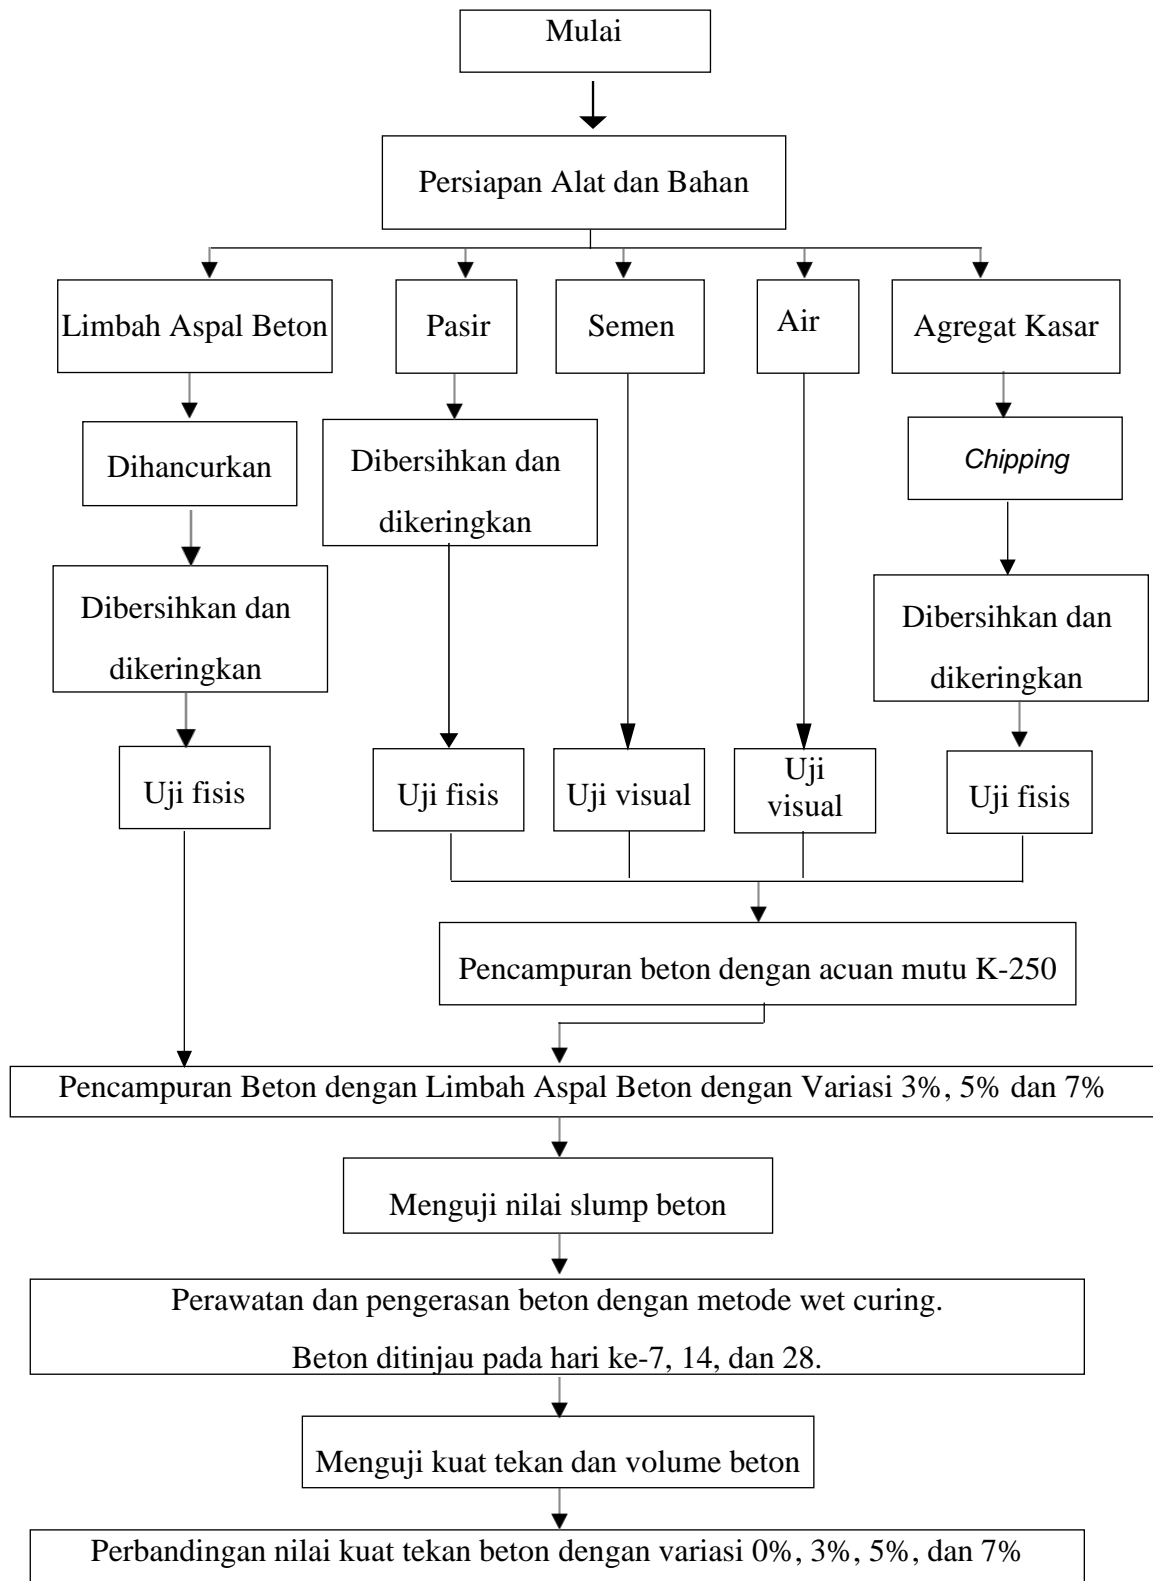 Mulai
Persiapan Alat dan Bahan
Limbah Aspal Beton
Pasir
Semen
Air
Agregat Kasar
Dihancurkan
Dibersihkan dan
dikeringkan
Chipping
Dibersihkan dan
dikeringkan
Dibersihkan dan
dikeringkan
Uji fisis
Uji fisis
Uji visual
Uji
visual
Uji fisis
Pencampuran beton dengan acuan mutu K-250
Pencampuran Beton dengan Limbah Aspal Beton dengan Variasi 3%, 5% dan 7%
Menguji nilai slump beton
Perawatan dan pengerasan beton dengan metode wet curing.
Beton ditinjau pada hari ke-7, 14, dan 28.
Menguji kuat tekan dan volume beton
Perbandingan nilai kuat tekan beton dengan variasi 0%, 3%, 5%, dan 7%